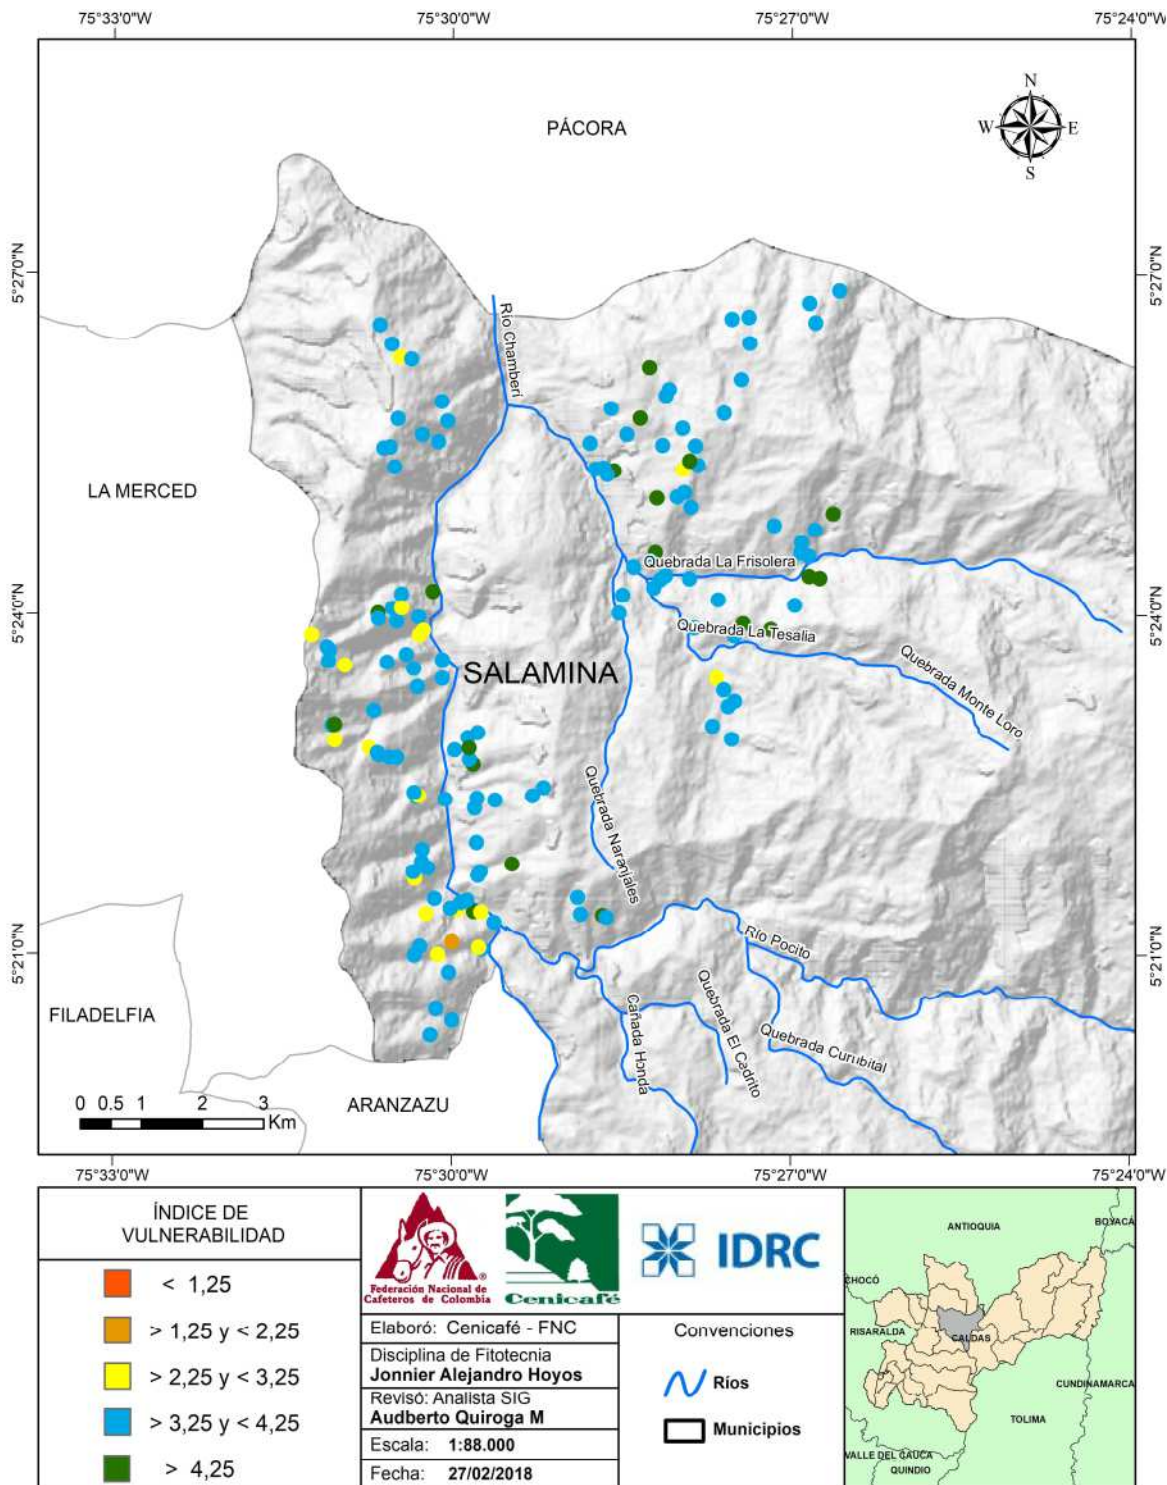 75°33'0"W 75°30'0"W 75°27'0"W 75°24'0"W
N
W E
S
PÁCORA
5°27'0"N 5°27'0"N
Río Chamberí
LA MERCED
Quebrada La Frisolera
5°24'0"N 5°24'0"N
Quebrada La Tesalia
Quebrada Monte Loro
SALAMINA
Quebrada Naranjales
5°21'0"N 5°21'0"N
Río Pocito
FILADELFIA
Cañada Honda
Quebrada El Cedrito
Quebrada Curubital
ARANZAZU
0 0.5 1 2 3
Km
75°33'0"W 75°30'0"W 75°27'0"W 75°24'0"W
ÍNDICE DE
VULNERABILIDAD
< 1,25
> 1,25 y < 2,25
> 2,25 y < 3,25
> 3,25 y < 4,25
> 4,25
Federación Nacional de
Cafeteros de Colombia
®
Cenicafé
IDRC
Elaboró: Cenicafé - FNC
Disciplina de Fitotecnia
Jonnier Alejandro Hoyos
Revisó: Analista SIG
Audberto Quiroga M
Escala: 1:88.000
Fecha: 27/02/2018
Convenciones
Ríos
Municipios
ANTIOQUIA
BOYACÁ
CHOCÓ
RISARALDA
CALDAS
CUNDINAMARCA
TOLIMA
VALLE DEL CAUCA
QUINDIO